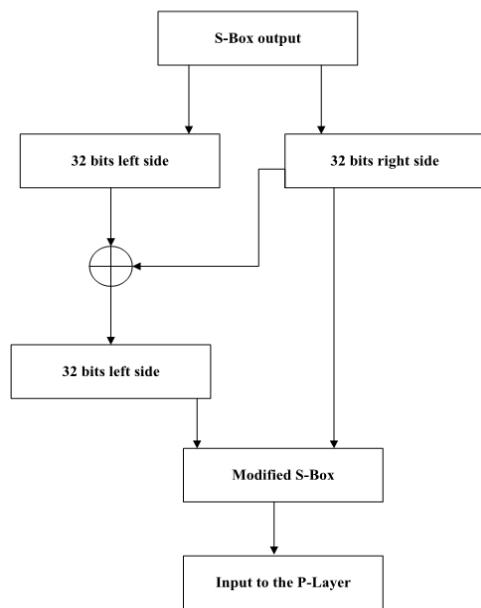 S-Box output
32 bits left side
32 bits right side
32 bits left side
Modified S-Box
Input to the P-Layer